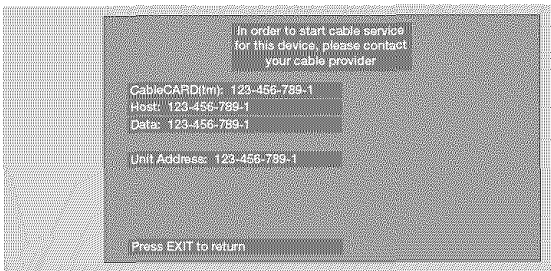 In order to start cable service
for this device, please contact
your cable provider
CableCARD(tm): 123-456-789-1
Host: 123-456-789-1
Data: 123-456-789-1
Unit Address: 123-456-789-1
Press EXIT to return